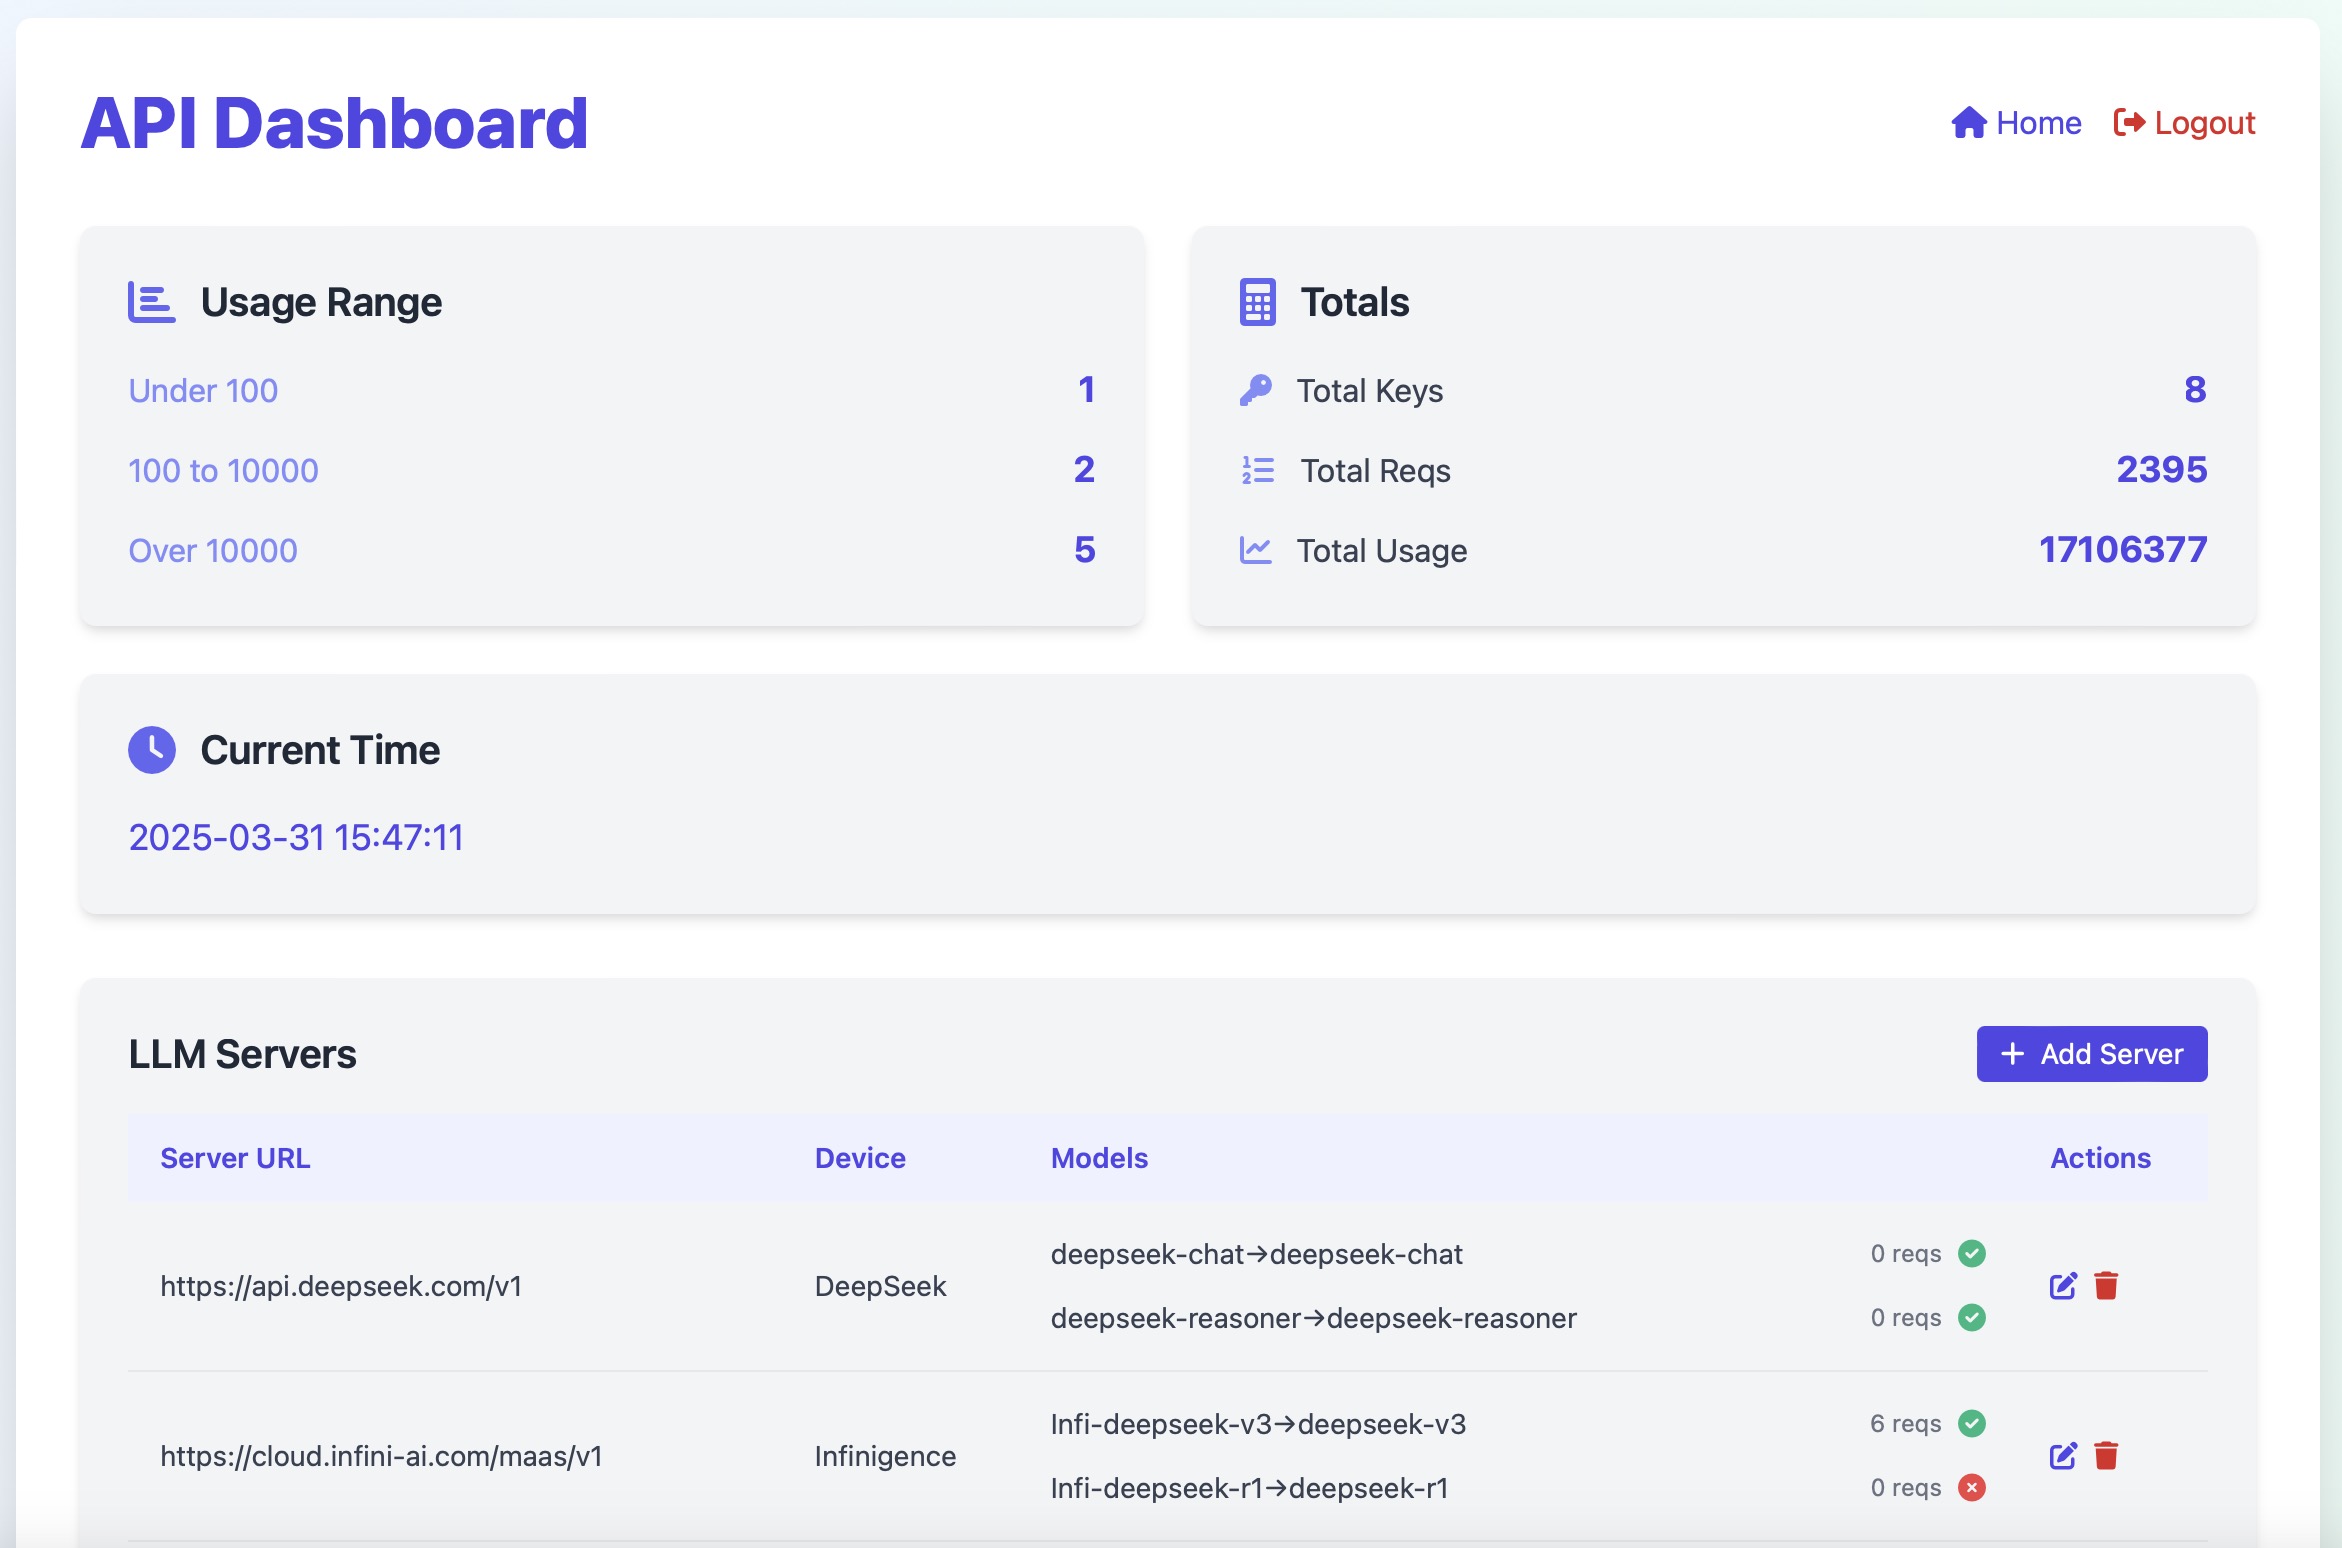 API Dashboard
Home Logout
Usage Range
Under 100 1
100 to 10000 2
Over 10000 5
Totals
Total Keys 8
Total Reqs 2395
Total Usage 17106377
Current Time
2025-03-31 15:47:11
LLM Servers
+ Add Server
Server URL Device Models Actions
https://api.deepseek.com/v1 DeepSeek
deepseek-chat→deepseek-chat 0 reqs
deepseek-reasoner→deepseek-reasoner 0 reqs
https://cloud.infini-ai.com/maas/v1 Infinigence
Infi-deepseek-v3→deepseek-v3 6 reqs
Infi-deepseek-r1→deepseek-r1 0 reqs